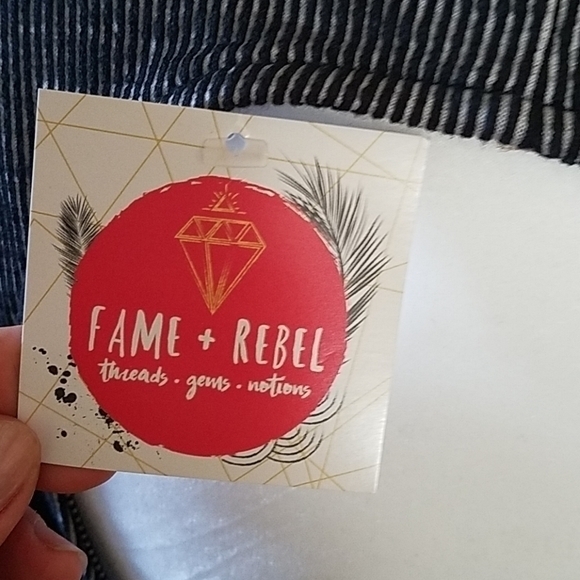 FAME + REBEL
threads · gems · notions